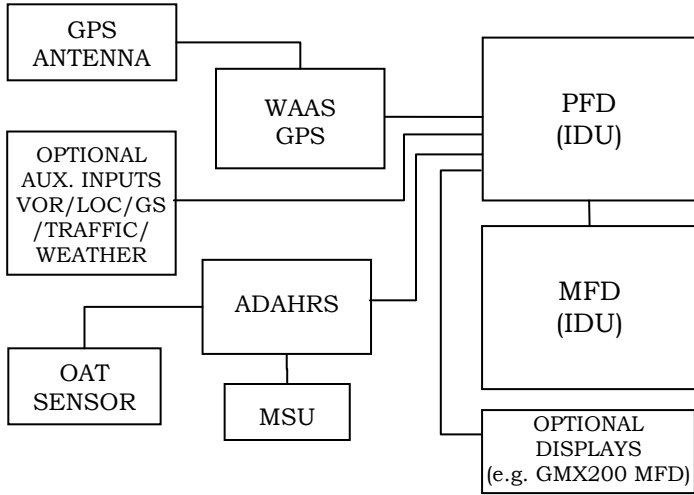 GPS
ANTENNA
WAAS
GPS
PFD
(IDU)
OPTIONAL
AUX. INPUTS
VOR/LOC/GS
/TRAFFIC/
WEATHER
MFD
(IDU)
ADAHRS
OAT
SENSOR
MSU
OPTIONAL
DISPLAYS
(e.g. GMX200 MFD)